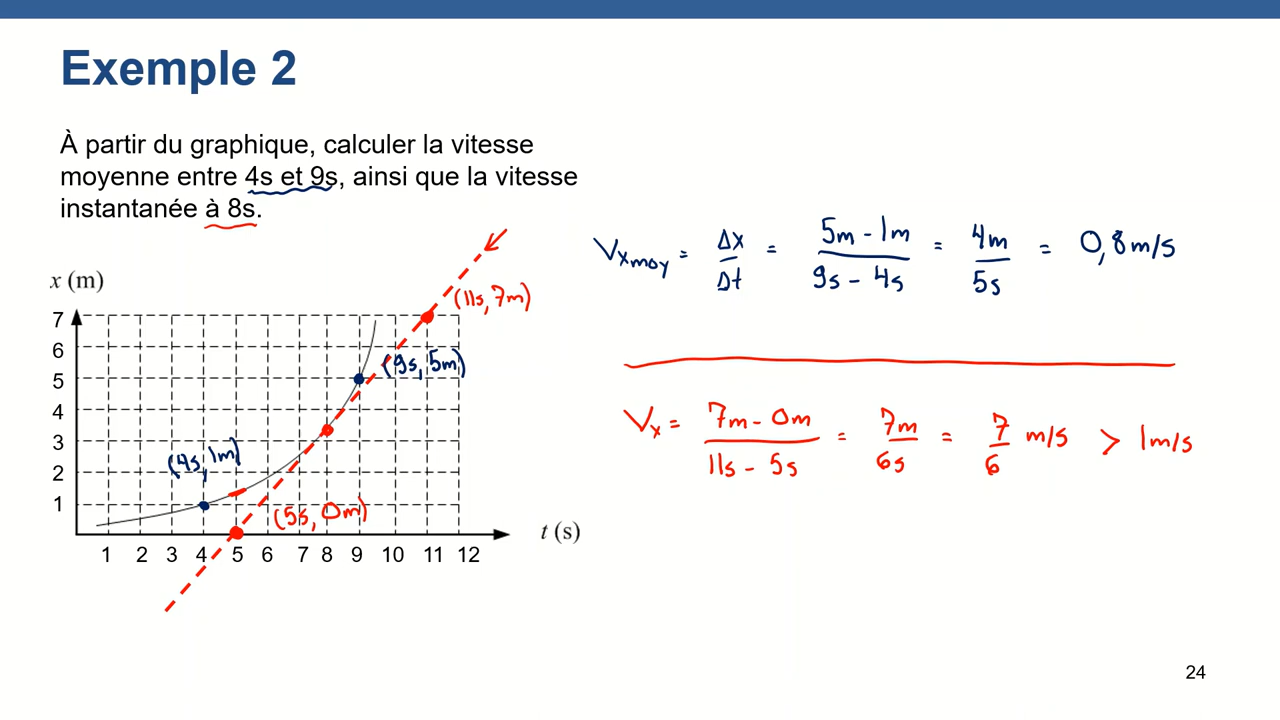 Exemple 2
À partir du graphique, calculer la vitesse
moyenne entre 4s et 9s, ainsi que la vitesse
instantanée à 8s.
Vxmoy = Δx/Δt = (5m - 1m)/(9s - 4s) = 4m/5s = 0,8m/s
x (m)
(11s, 7m)
7
6
(9s, 5m)
5
4
3
(4s, 1m)
2
1
(5s, 0m)
t (s)
1 2 3 4 5 6 7 8 9 10 11 12
Vx = (7m - 0m)/(11s - 5s) = 7m/6s = 7/6 m/s > 1m/s
24